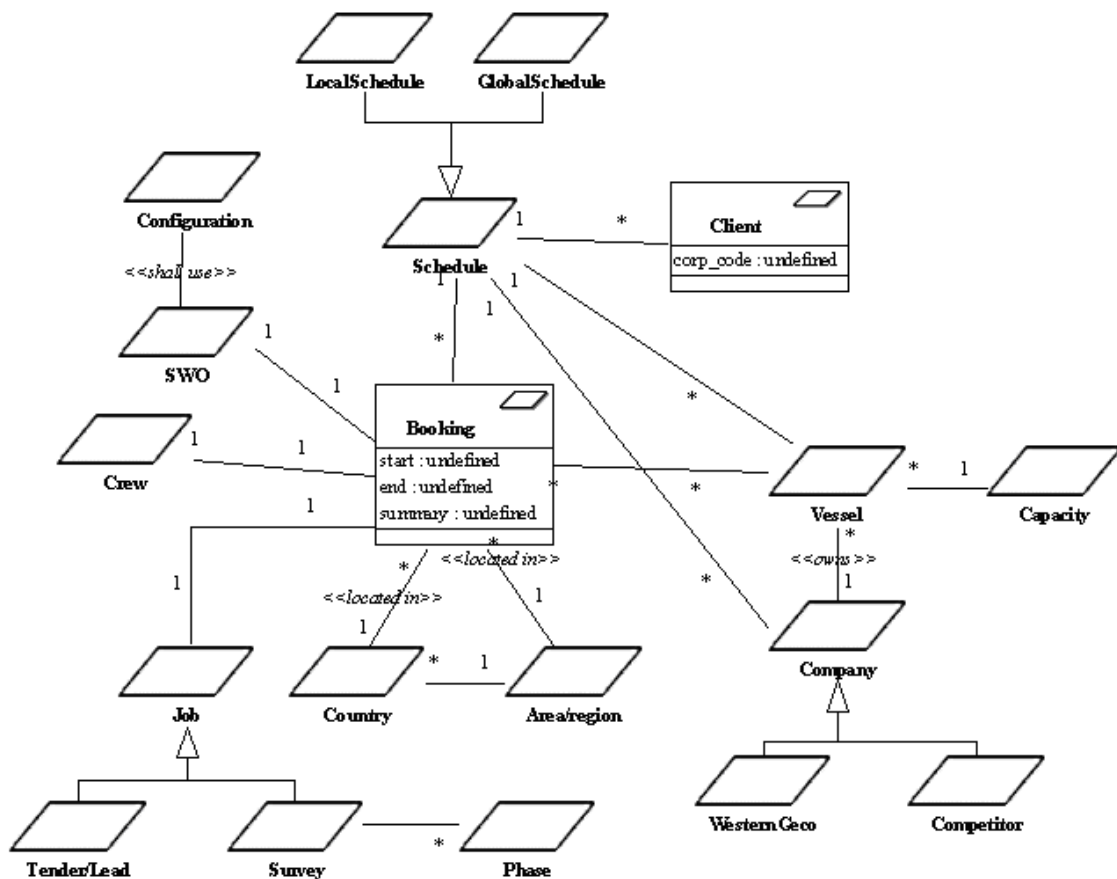 LocalSchedule GlobalSchedule
Configuration
Schedule
1
*
Client
corp_code : undefined
<<shall use>>
1
1
1
SWO
1
1
*
*
Booking
start : undefined
end : undefined
summary : undefined
Crew
1
1
*
*
Vessel
*
1
Capacity
1
1
*
<<located in>>
*
<<located in>>
1
1
*
<<owns>>
1
*
Job
Country
*
1
Area/region
Company
Tender/Lead
Survey
*
Phase
WesternGeco
Competitor